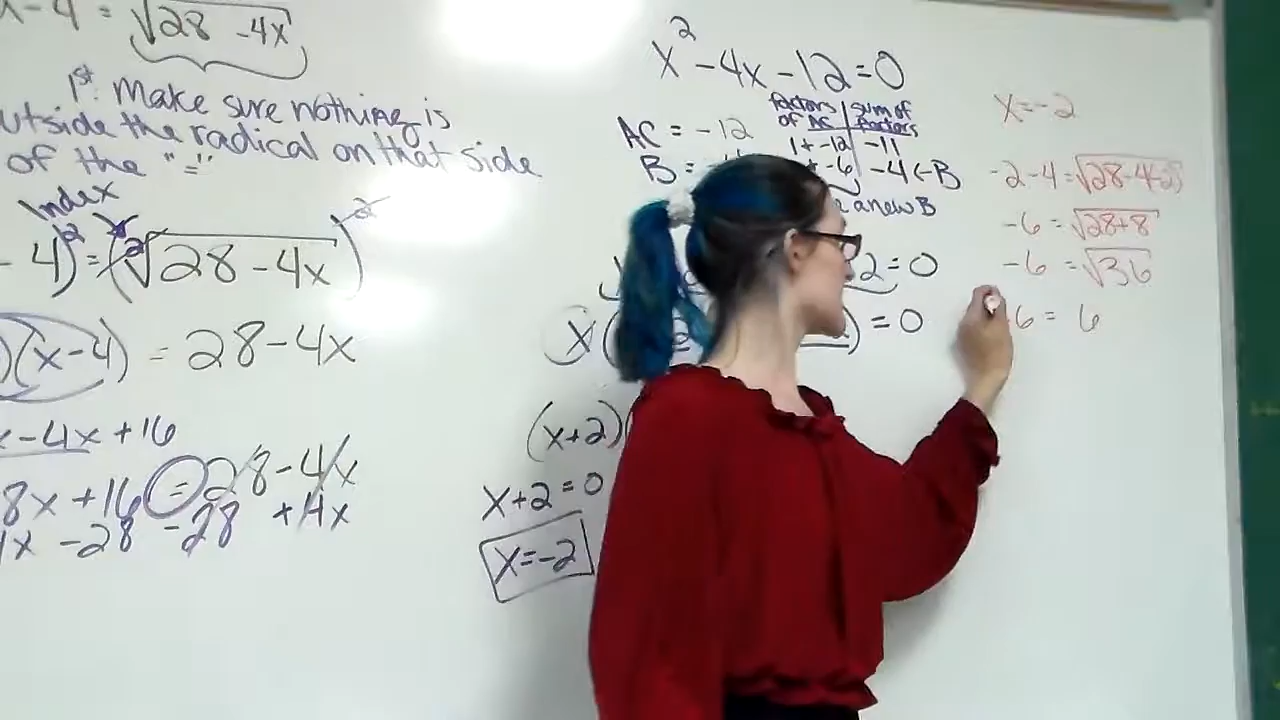 x-4 = √28 -4x
1st: Make sure nothing is
outside the radical on that side
of the "="
Index
- 4)² = (²√28-4x)²
)(x-4) = 28-4x
x-4x+16
8x +16 = 28-4x
4x -28 -28 +4x
x²-4x-12=0
factors of AC | sum of factors
AC = -12
1 + -12 | -11
B =
+ -6 | -4 ←B
a new B
2=0
x( ) = 0
(x+2)(
x+2=0
x=-2
x=-2
-2-4=√28-4(-2)
-6 = √28+8
-6 = √36
-6 = 6